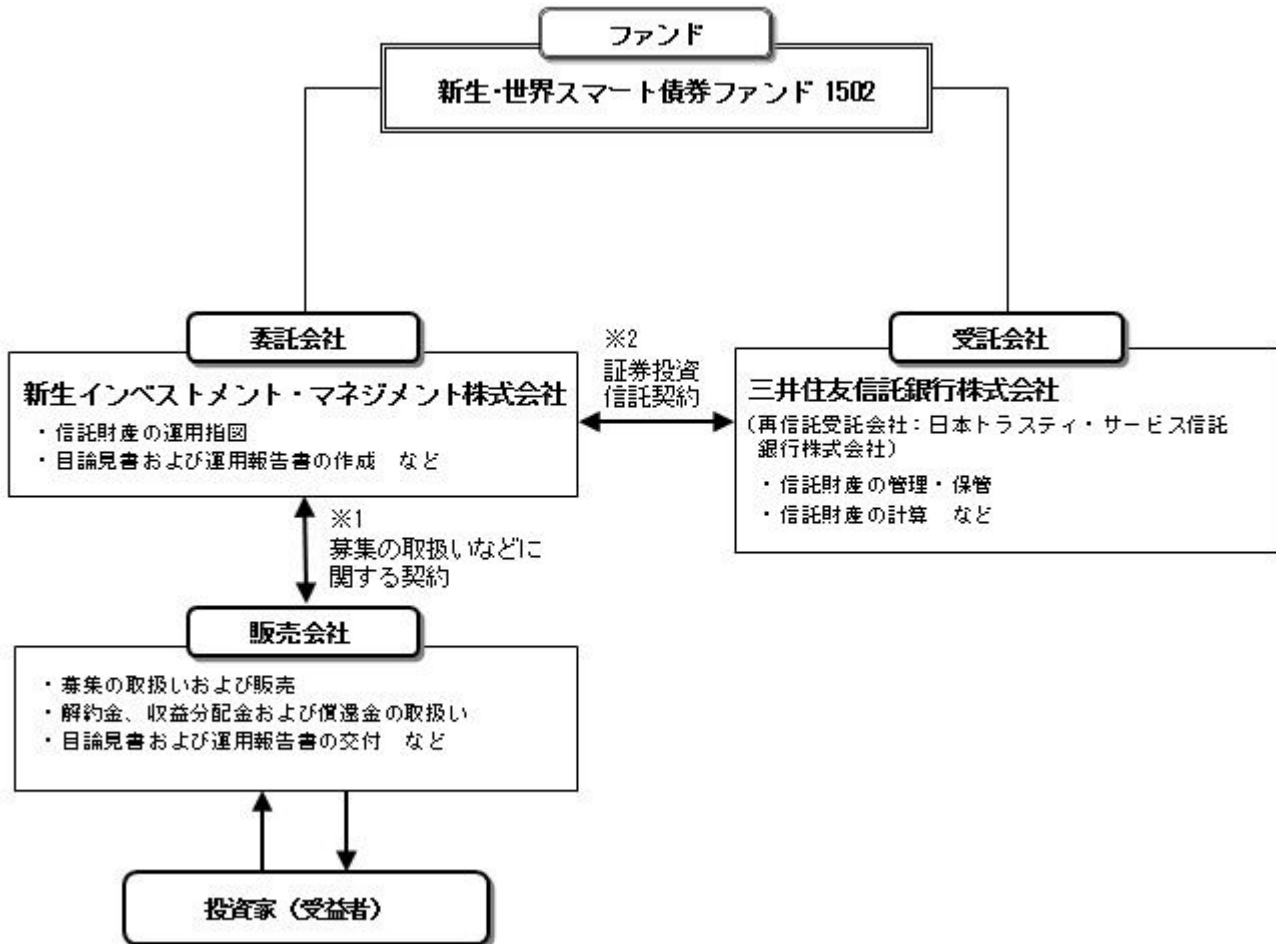 ファンド
新生・世界スマート債券ファンド 1502
委託会社
新生インベストメント・マネジメント株式会社
・信託財産の運用指図
・目論見書および運用報告書の作成　など
※2
証券投資
信託契約
受託会社
三井住友信託銀行株式会社
（再信託受託会社：日本トラスティ・サービス信託
銀行株式会社）
・信託財産の管理・保管
・信託財産の計算　など
※1
募集の取扱いなどに
関する契約
販売会社
・募集の取扱いおよび販売
・解約金、収益分配金および償還金の取扱い
・目論見書および運用報告書の交付　など
投資家（受益者）